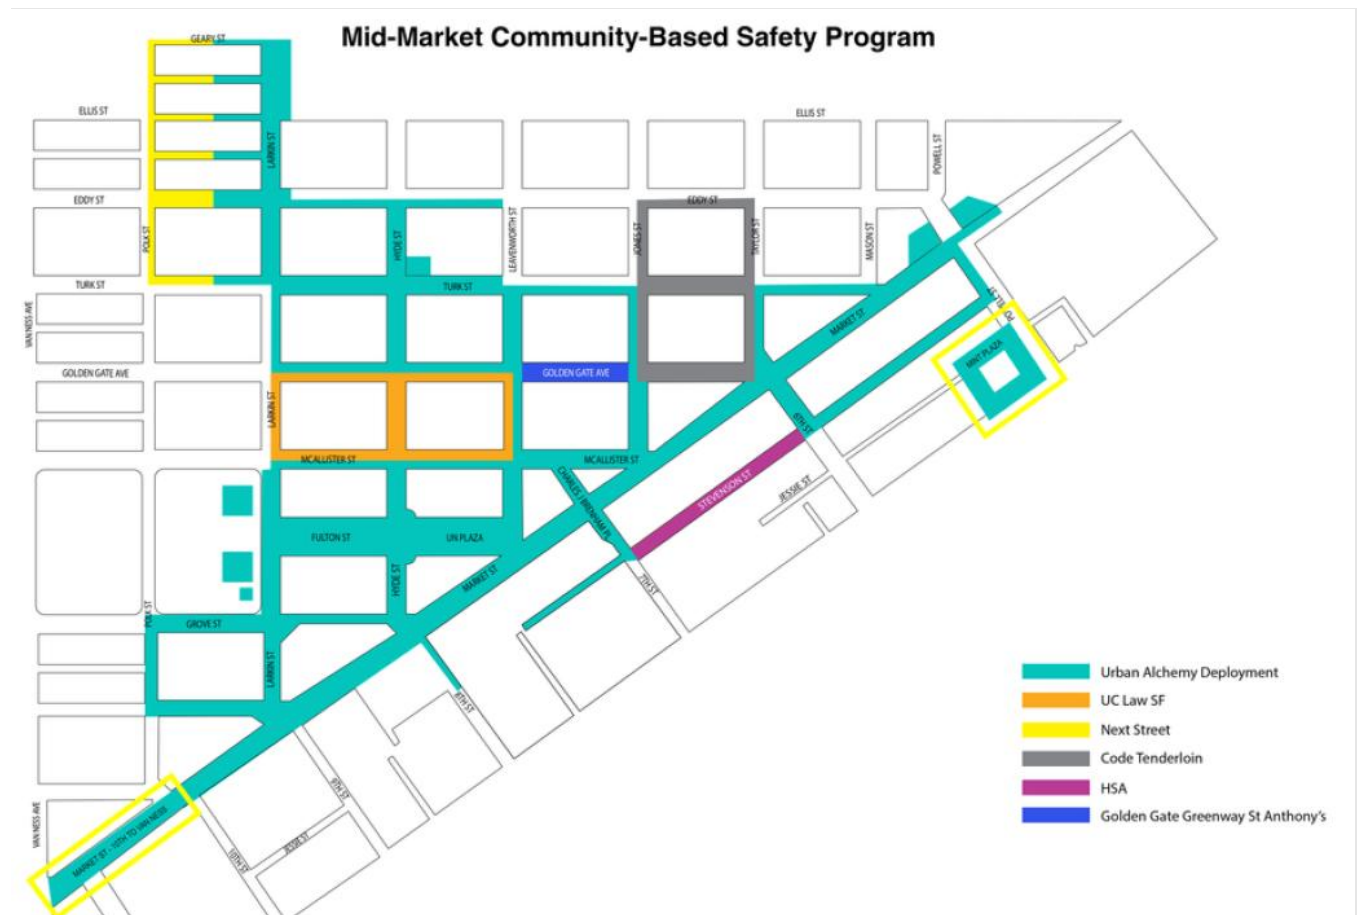 Mid-Market Community-Based Safety Program
GEARY ST
ELLIS ST
ELLIS ST
LARKIN ST
POWELL ST
EDDY ST
EDDY ST
POLK ST
HYDE ST
LEAVENWORTH ST
JONES ST
TAYLOR ST
MASON ST
TURK ST
TURK ST
VAN NESS AVE
MARKET ST
MINT PLAZA
GOLDEN GATE AVE
GOLDEN GATE AVE
LARKIN ST
6TH ST
MCALLISTER ST
MCALLISTER ST
CHARLES J BRENHAM PL
STEVENSON ST
JESSIE ST
FULTON ST
UN PLAZA
HYDE ST
MARKET ST
7TH ST
POLK ST
GROVE ST
LARKIN ST
8TH ST
Urban Alchemy Deployment
UC Law SF
Next Street
Code Tenderloin
HSA
Golden Gate Greenway St Anthony's
9TH ST
VAN NESS AVE
MARKET ST - 10TH TO VAN NESS
JESSIE ST
10TH ST